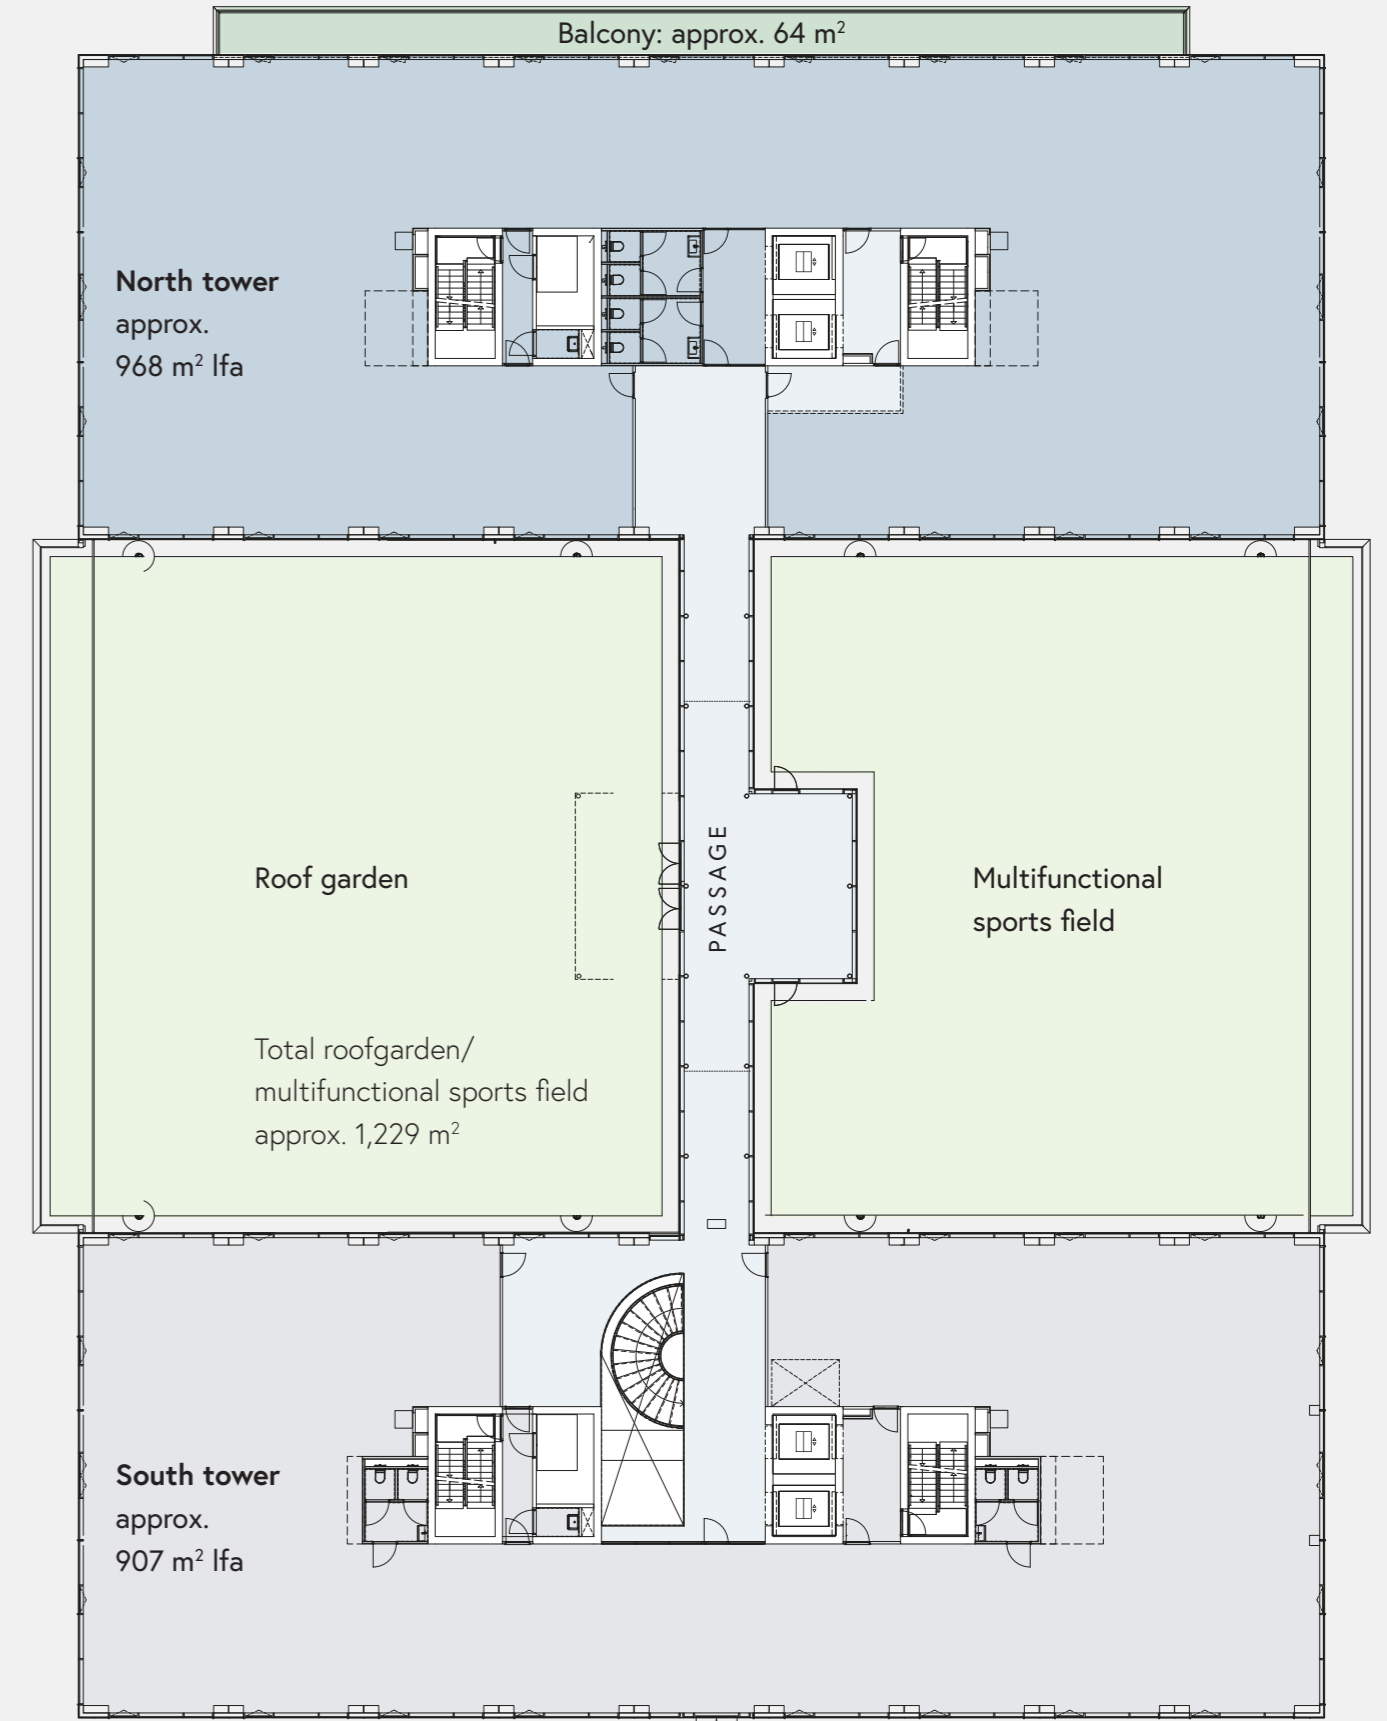 Balcony: approx. 64 m²
North tower
approx.
968 m² lfa
PASSAGE
Roof garden
Multifunctional
sports field
Total roofgarden/
multifunctional sports field
approx. 1,229 m²
South tower
approx.
907 m² lfa